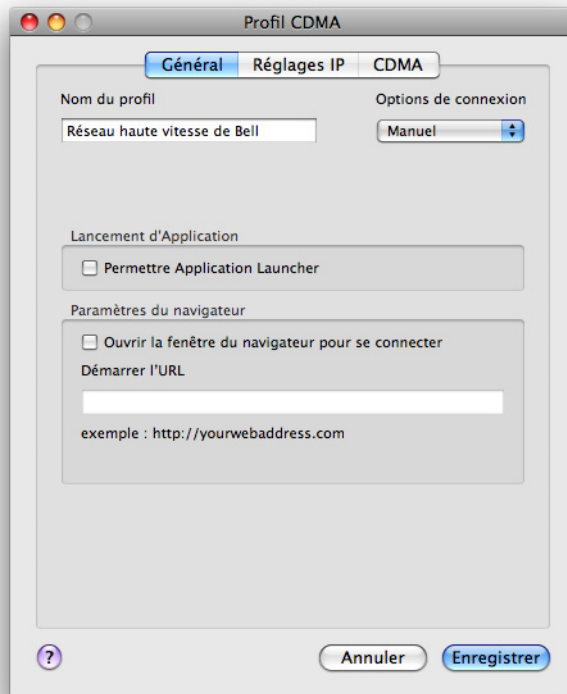 Profil CDMA
Général Réglages IP CDMA
Nom du profil Options de connexion
Réseau haute vitesse de Bell Manuel
Lancement d'Application
Permettre Application Launcher
Paramètres du navigateur
Ouvrir la fenêtre du navigateur pour se connecter
Démarrer l'URL
exemple : http://yourwebaddress.com
? Annuler Enregistrer